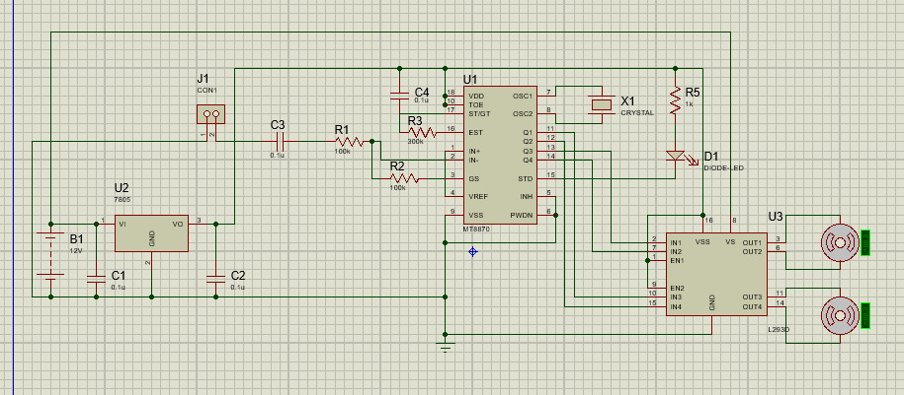 J1
CON1
1
2
C3
0.1u
R1
100k
R2
100k
C4
0.1u
R3
300k
U1
18
10
17
16
1
2
3
4
9
VDD
TOE
ST/GT
EST
IN+
IN-
GS
VREF
VSS
OSC1
OSC2
Q1
Q2
Q3
Q4
STD
INH
PWDN
7
8
11
12
13
14
15
5
6
MT8870
X1
CRYSTAL
R5
1k
D1
DIODE-LED
U2
7805
1
VI
VO
3
GND
2
B1
12V
C1
0.1u
C2
0.1u
U3
16
8
VSS
VS
2
7
1
9
10
15
IN1
IN2
EN1
EN2
IN3
IN4
GND
OUT1
OUT2
OUT3
OUT4
3
6
11
14
L293D